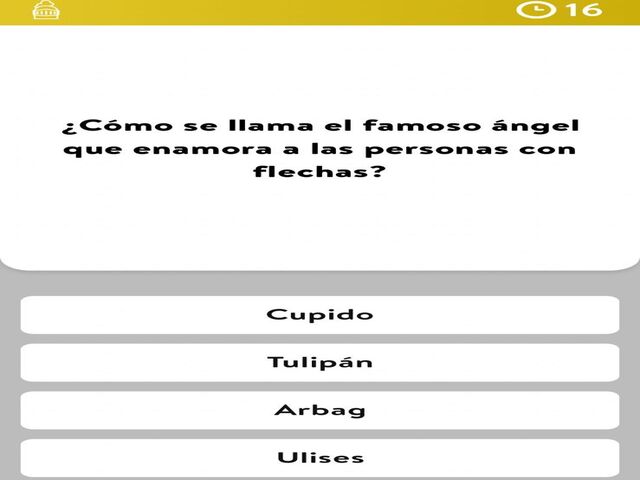 16
¿Cómo se llama el famoso ángel
que enamora a las personas con
flechas?
Cupido
Tulipán
Arbag
Ulises